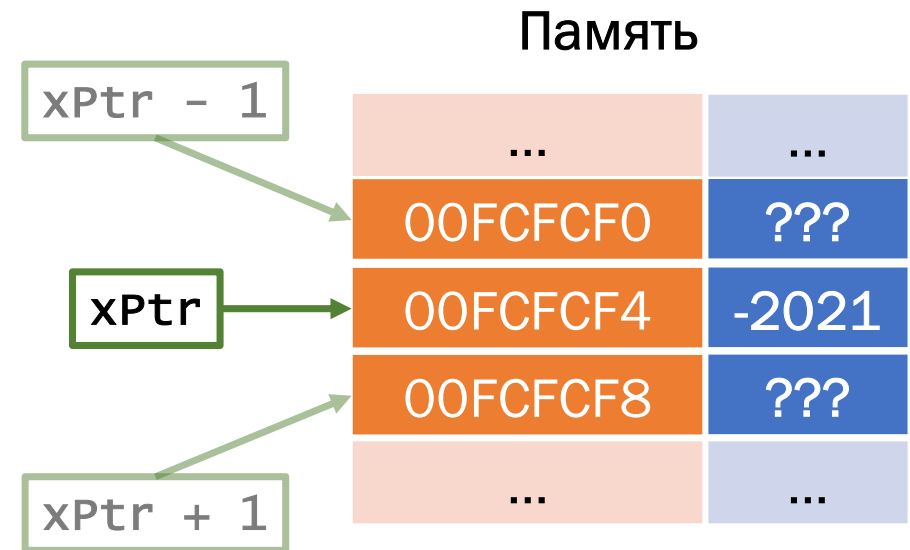 Память
xPtr - 1
... ...
00FCFCF0 ???
xPtr 00FCFCF4 -2021
00FCFCF8 ???
xPtr + 1
... ...